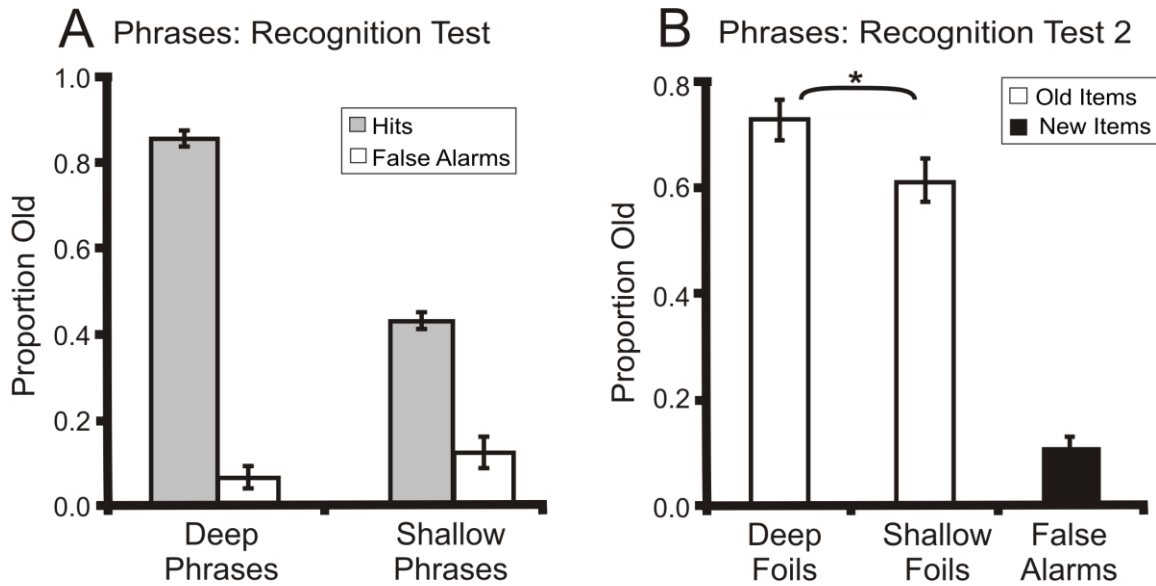 A Phrases: Recognition Test
1.0
0.8
0.6
0.4
0.2
0.0
Proportion Old
Hits
False Alarms
Deep
Phrases
Shallow
Phrases
B Phrases: Recognition Test 2
0.8
0.6
0.4
0.2
0.0
Proportion Old
*
Old Items
New Items
Deep
Foils
Shallow
Foils
False
Alarms